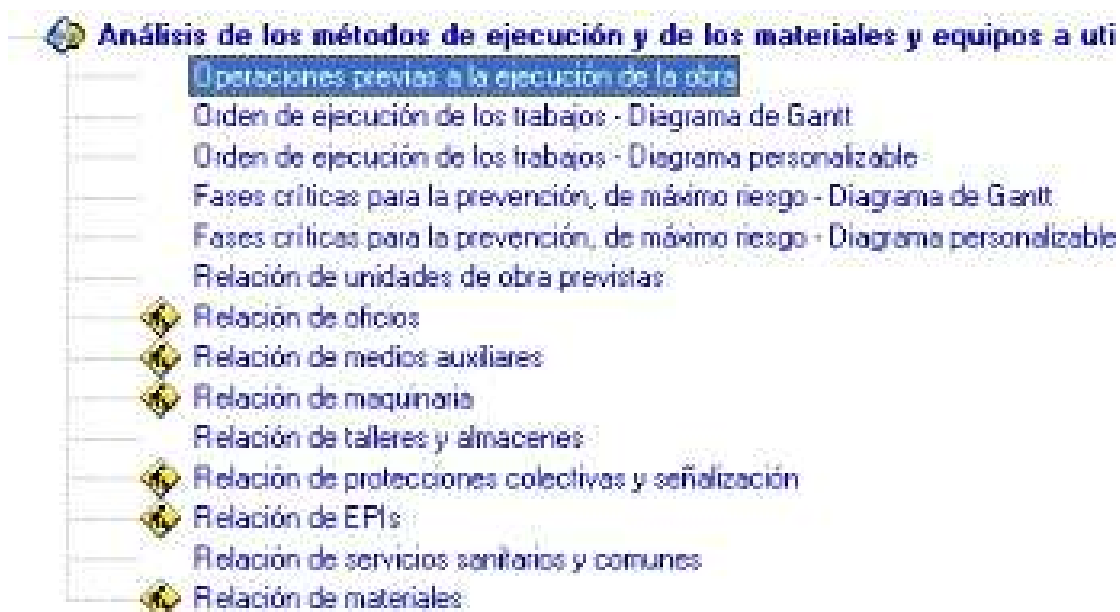 Análisis de los métodos de ejecución y de los materiales y equipos a uti
Operaciones previas a la ejecución de la obra
Orden de ejecución de los trabajos - Diagrama de Gantt
Orden de ejecución de los trabajos - Diagrama personalizable
Fases críticas para la prevención, de máximo riesgo - Diagrama de Gantt
Fases críticas para la prevención, de máximo riesgo - Diagrama personalizable
Relación de unidades de obra previstas
Relación de oficios
Relación de medios auxiliares
Relación de maquinaria
Relación de talleres y almacenes
Relación de protecciones colectivas y señalización
Relación de EPIs
Relación de servicios sanitarios y comunes
Relación de materiales